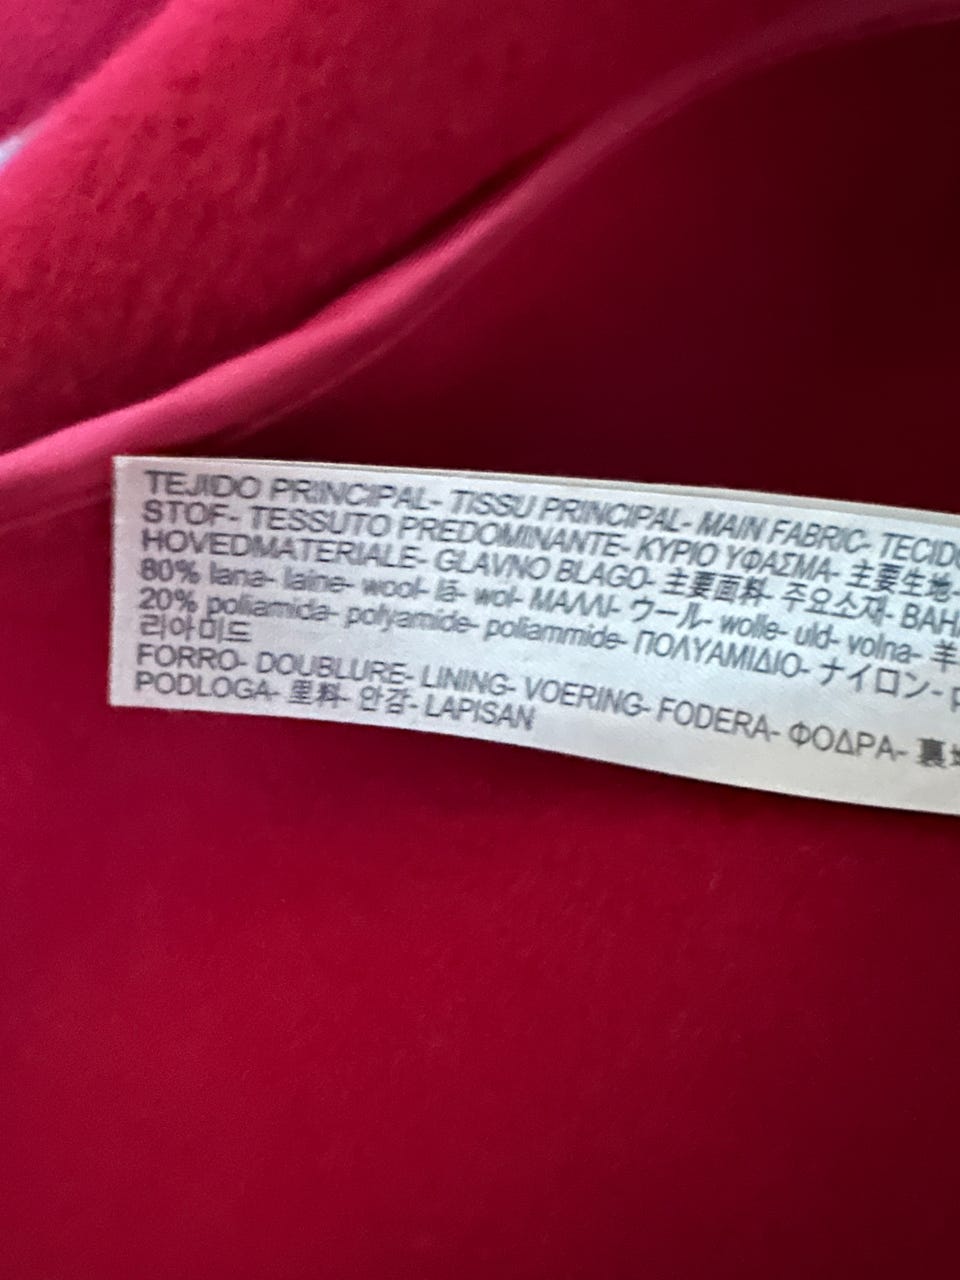 TEJIDO PRINCIPAL- TISSU PRINCIPAL- MAIN FABRIC- TECIDO
STOF- TESSUTO PREDOMINANTE- ΚΥΡΙΟ ΥΦΑΣΜΑ- 主要生地-
HOVEDMATERIALE- GLAVNO BLAGO- 主要面料- 주요소재- BAHA
80% lana- laine- wool- lã- wol- ΜΑΛΛΙ- ウール- wolle- uld- volna- 羊
20% poliamida- polyamide- poliammide- ΠΟΛΥΑΜΙΔΙΟ- ナイロン-
리아미드
FORRO- DOUBLURE- LINING- VOERING- FODERA- ΦΟΔΡΑ- 裏地
PODLOGA- 里料- 안감- LAPISAN